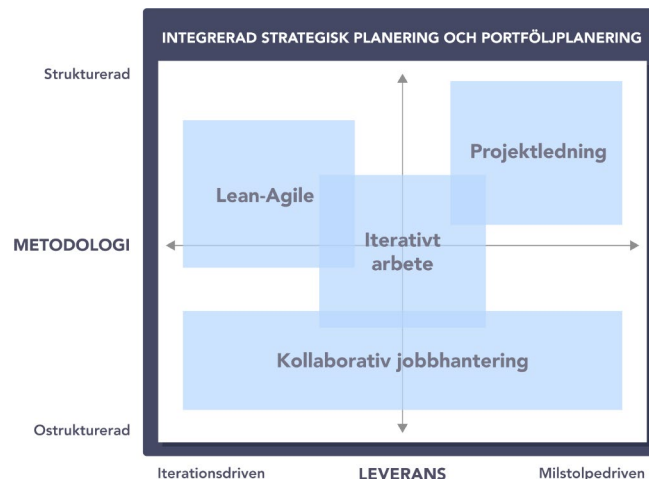 INTEGRERAD STRATEGISK PLANERING OCH PORTFÖLJPLANERING
Strukturerad
Projektledning
Lean-Agile
METODOLOGI
Iterativt
arbete
Kollaborativ jobbhantering
Ostrukturerad
Iterationsdriven
LEVERANS
Milstolpedriven